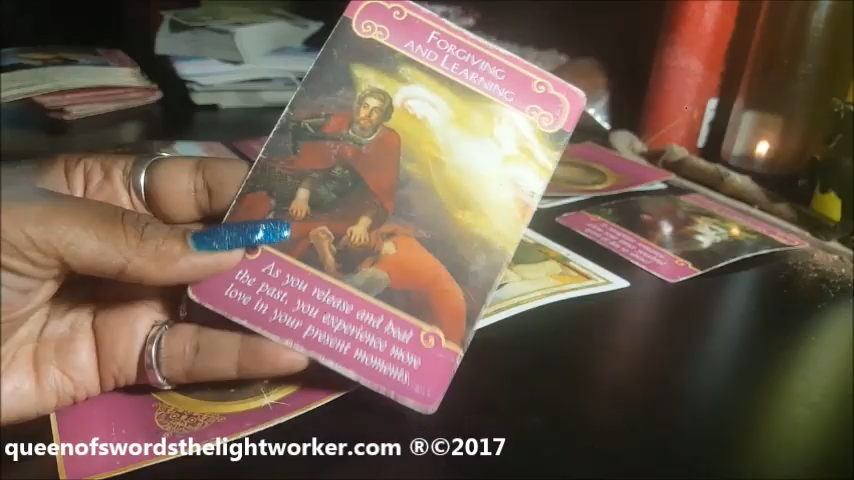 FORGIVING
AND LEARNING
As you release and heal
the past, you experience more
love in your present moments.
queenofswordsthelightworker.com ®©2017